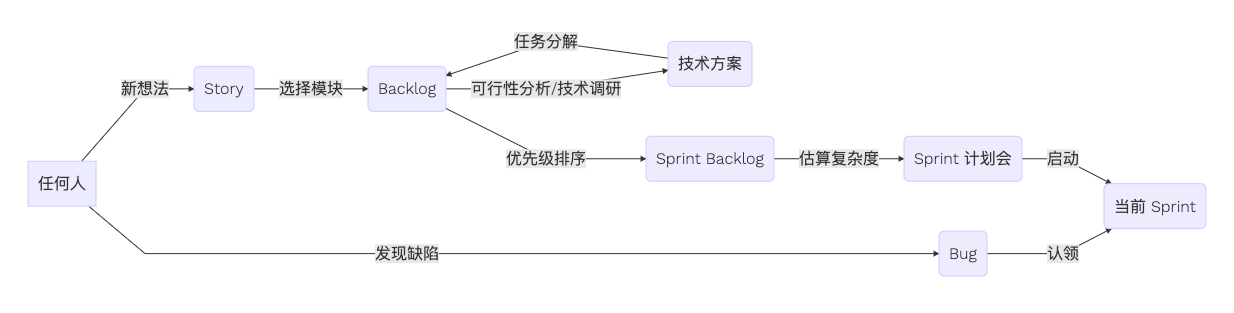 任务分解
技术方案
新想法
Story
选择模块
Backlog
可行性分析/技术调研
优先级排序
Sprint Backlog
估算复杂度
Sprint 计划会
启动
任何人
当前 Sprint
发现缺陷
Bug
认领